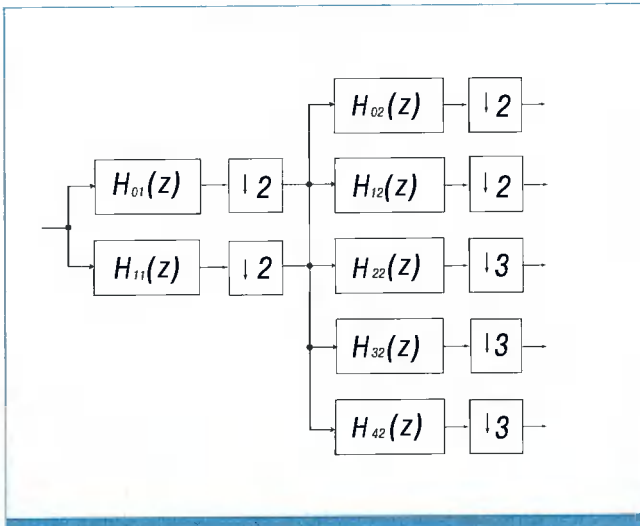 H₀₂(z) ↓2
H₀₁(z) ↓2 H₁₂(z) ↓2
H₁₁(z) ↓2 H₂₂(z) ↓3
H₃₂(z) ↓3
H₄₂(z) ↓3